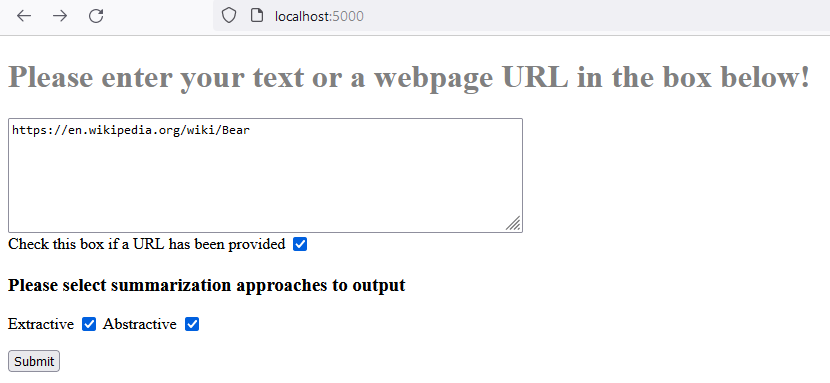 localhost:5000
Please enter your text or a webpage URL in the box below!
https://en.wikipedia.org/wiki/Bear
Check this box if a URL has been provided
Please select summarization approaches to output
Extractive Abstractive
Submit